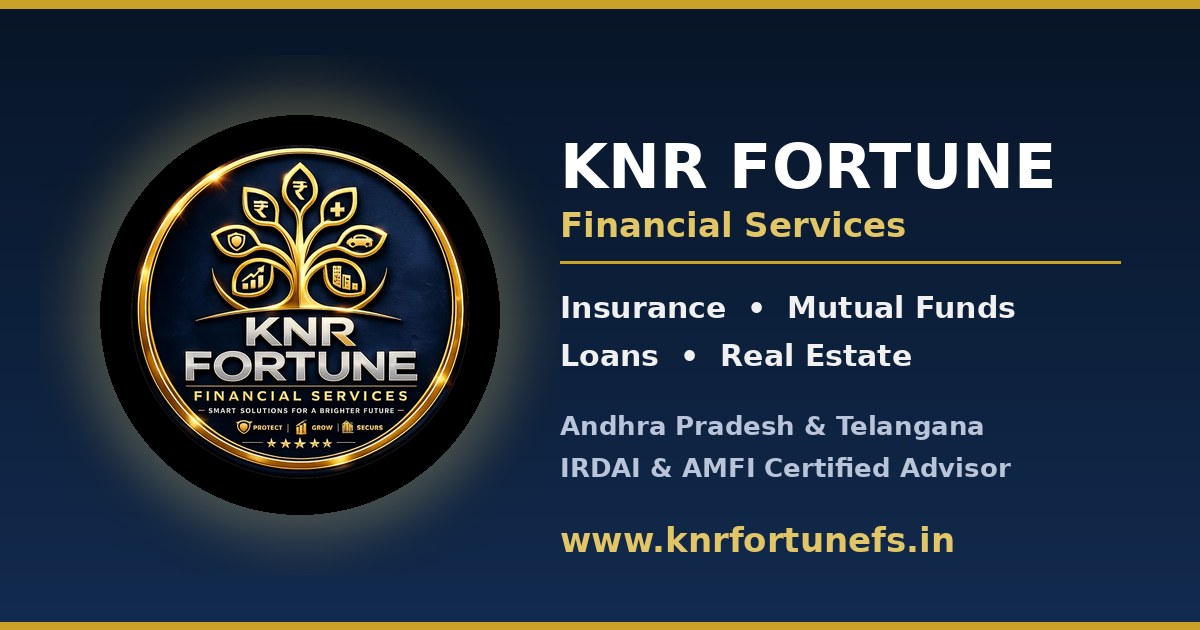 ₹
₹
KNR
FORTUNE
FINANCIAL SERVICES
— SMART SOLUTIONS FOR A BRIGHTER FUTURE —
PROTECT | GROW | SECURS
KNR FORTUNE
Financial Services
Insurance • Mutual Funds
Loans • Real Estate
Andhra Pradesh & Telangana
IRDAI & AMFI Certified Advisor
www.knrfortunefs.in